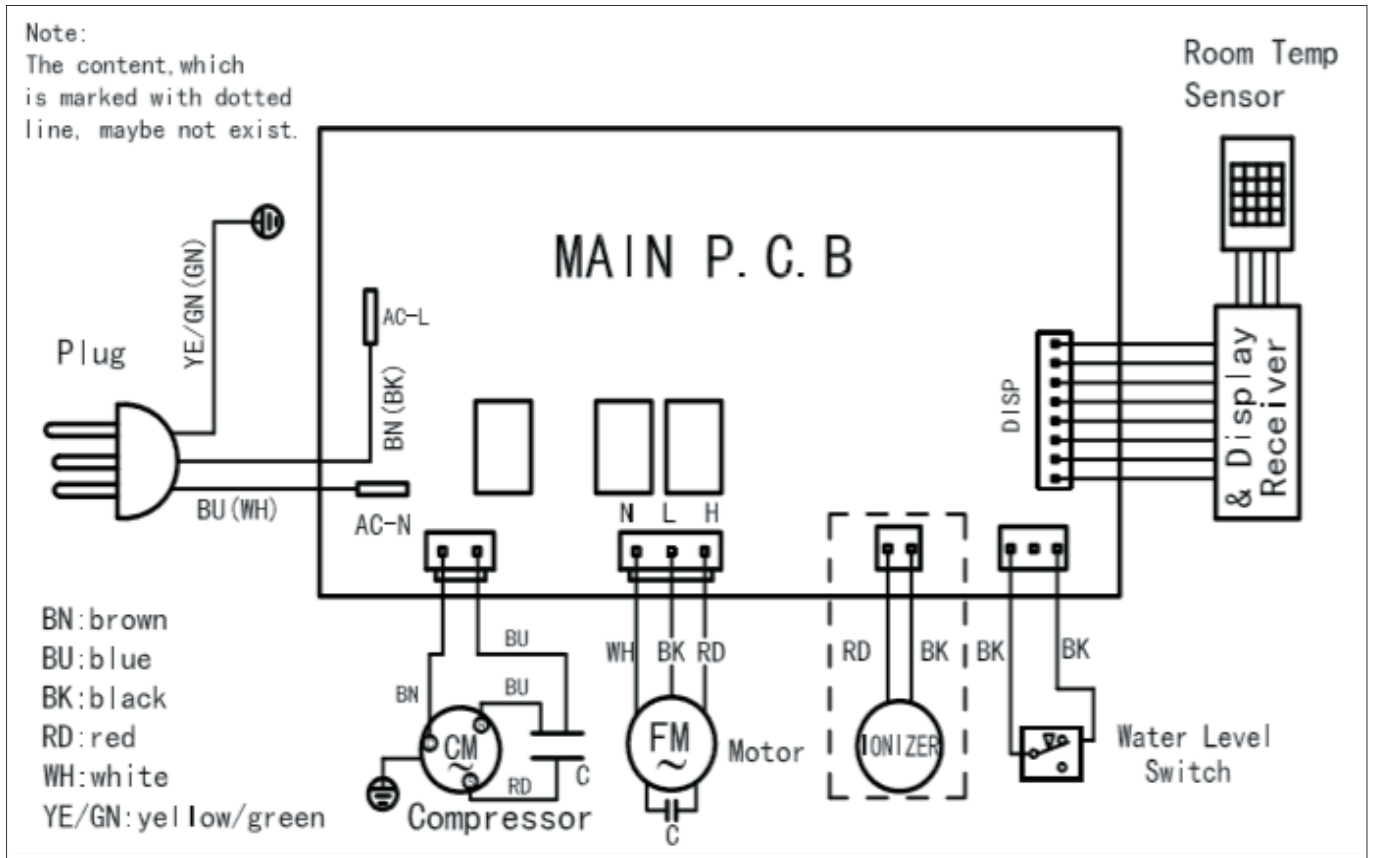 Note:
The content, which
is marked with dotted
line, maybe not exist.
Room Temp
Sensor
MAIN P.C.B
YE/GN(GN)
AC-L
Plug
BN(BK)
DISP
& Display
Receiver
BU(WH)
AC-N
N L H
BN:brown
BU:blue
BK:black
RD:red
WH:white
YE/GN:yellow/green
BU
BN
BU
CM
~
RD
C
Compressor
WH BK RD
FM
~
Motor
C
RD BK
IONIZER
BK BK
Water Level
Switch